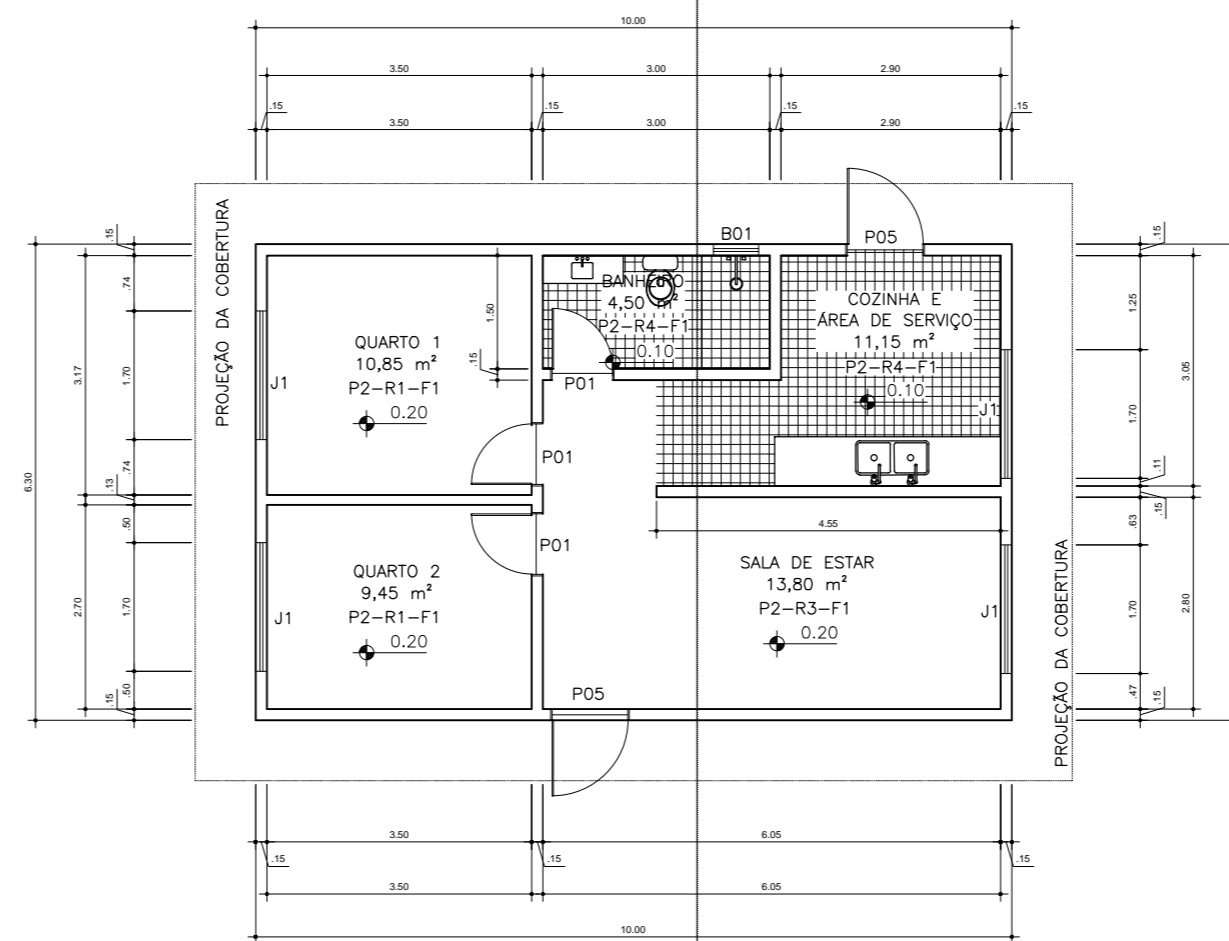 10.00
3.50
3.00
2.90
.15
.15
.15
.15
3.50
3.00
2.90
PROJEÇÃO DA COBERTURA
B01
P05
BANHEIRO
4,50 m²
P2-R4-F1
0.10
COZINHA E
ÁREA DE SERVIÇO
11,15 m²
P2-R4-F1
0.10
QUARTO 1
10,85 m²
P2-R1-F1
0.20
J1
1.50
.15
P01
P01
J1
P01
4.55
QUARTO 2
9,45 m²
P2-R1-F1
0.20
J1
SALA DE ESTAR
13,80 m²
P2-R3-F1
0.20
J1
P05
PROJEÇÃO DA COBERTURA
6.30
3.17
2.70
.15
.74
1.70
.74
.13
.50
1.70
.50
.15
.15
1.25
1.70
.11
.15
.63
1.70
.47
.15
3.05
2.80
3.50
6.05
.15
.15
.15
3.50
6.05
10.00